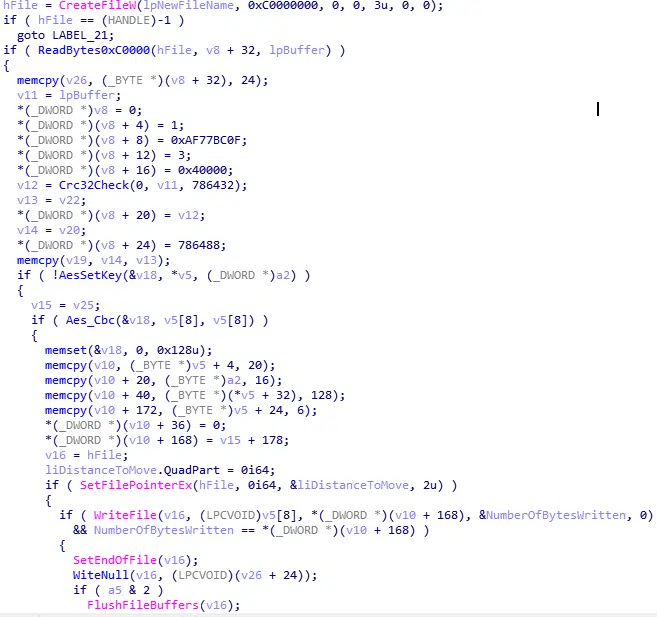 hFile = CreateFileW(lpNewFileName, 0xC0000000, 0, 0, 3u, 0, 0);
if ( hFile == (HANDLE)-1 )
goto LABEL_21;
if ( ReadBytes0xC0000(hFile, v8 + 32, lpBuffer) )
{
memcpy(v26, (_BYTE *)(v8 + 32), 24);
v11 = lpBuffer;
*(_DWORD *)v8 = 0;
*(_DWORD *)(v8 + 4) = 1;
*(_DWORD *)(v8 + 8) = 0xAF77BC0F;
*(_DWORD *)(v8 + 12) = 3;
*(_DWORD *)(v8 + 16) = 0x40000;
v12 = Crc32Check(0, v11, 786432);
v13 = v22;
*(_DWORD *)(v8 + 20) = v12;
v14 = v20;
*(_DWORD *)(v8 + 24) = 786488;
memcpy(v19, v14, v13);
if ( !AesSetKey(&v18, *v5, (_DWORD *)a2) )
{
v15 = v25;
if ( Aes_Cbc(&v18, v5[8], v5[8]) )
{
memset(&v18, 0, 0x128u);
memcpy(v10, (_BYTE *)v5 + 4, 20);
memcpy(v10 + 20, (_BYTE *)a2, 16);
memcpy(v10 + 40, (_BYTE *)(*v5 + 32), 128);
memcpy(v10 + 172, (_BYTE *)v5 + 24, 6);
*(_DWORD *)(v10 + 36) = 0;
*(_DWORD *)(v10 + 168) = v15 + 178;
v16 = hFile;
liDistanceToMove.QuadPart = 0i64;
if ( SetFilePointerEx(hFile, 0i64, &liDistanceToMove, 2u) )
{
if ( WriteFile(v16, (LPCVOID)v5[8], *(_DWORD *)(v10 + 168), &NumberOfBytesWritten, 0)
&& NumberOfBytesWritten == *(_DWORD *)(v10 + 168) )
{
SetEndOfFile(v16);
WiteNull(v16, (LPCVOID)(v26 + 24));
if ( a5 & 2 )
FlushFileBuffers(v16);